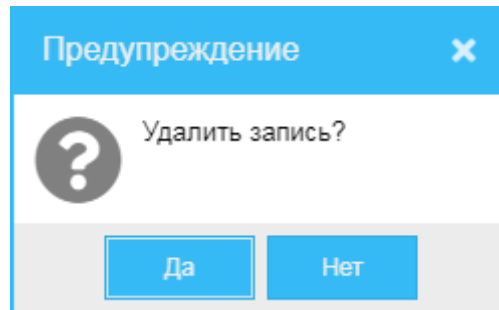 Предупреждение
Удалить запись?
Да
Нет